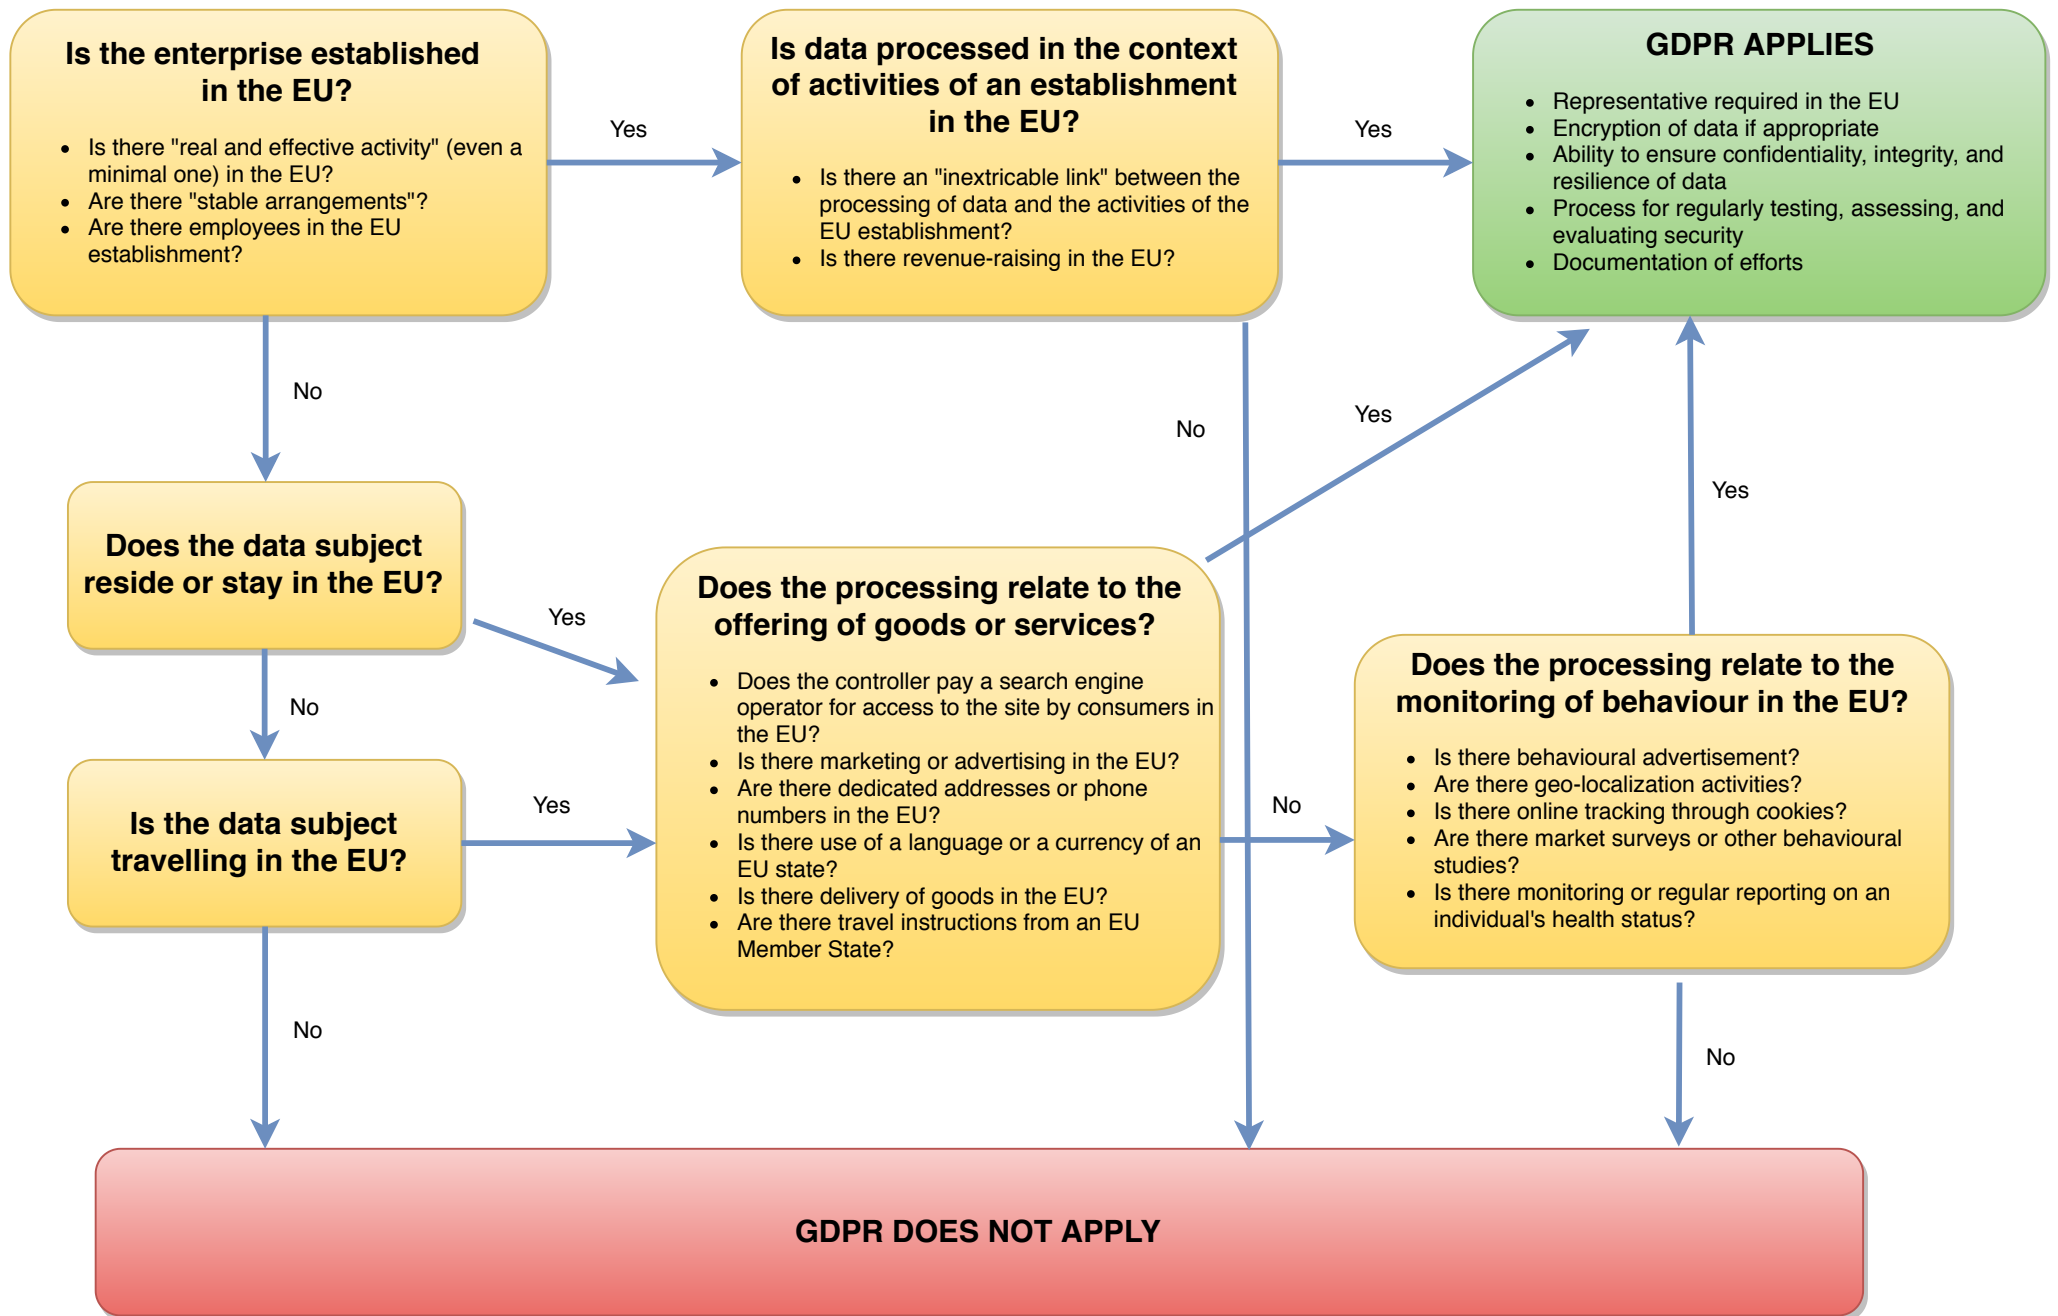 Is the enterprise established
in the EU?
• Is there "real and effective activity" (even a
minimal one) in the EU?
• Are there "stable arrangements"?
• Are there employees in the EU
establishment?
Yes
Is data processed in the context
of activities of an establishment
in the EU?
• Is there an "inextricable link" between the
processing of data and the activities of the
EU establishment?
• Is there revenue-raising in the EU?
Yes
GDPR APPLIES
• Representative required in the EU
• Encryption of data if appropriate
• Ability to ensure confidentiality, integrity, and
resilience of data
• Process for regularly testing, assessing, and
evaluating security
• Documentation of efforts
No
No
Yes
Yes
Does the data subject
reside or stay in the EU?
Yes
No
Is the data subject
travelling in the EU?
Yes
No
Does the processing relate to the
offering of goods or services?
• Does the controller pay a search engine
operator for access to the site by consumers in
the EU?
• Is there marketing or advertising in the EU?
• Are there dedicated addresses or phone
numbers in the EU?
• Is there use of a language or a currency of an
EU state?
• Is there delivery of goods in the EU?
• Are there travel instructions from an EU
Member State?
No
Does the processing relate to the
monitoring of behaviour in the EU?
• Is there behavioural advertisement?
• Are there geo-localization activities?
• Is there online tracking through cookies?
• Are there market surveys or other behavioural
studies?
• Is there monitoring or regular reporting on an
individual's health status?
No
GDPR DOES NOT APPLY